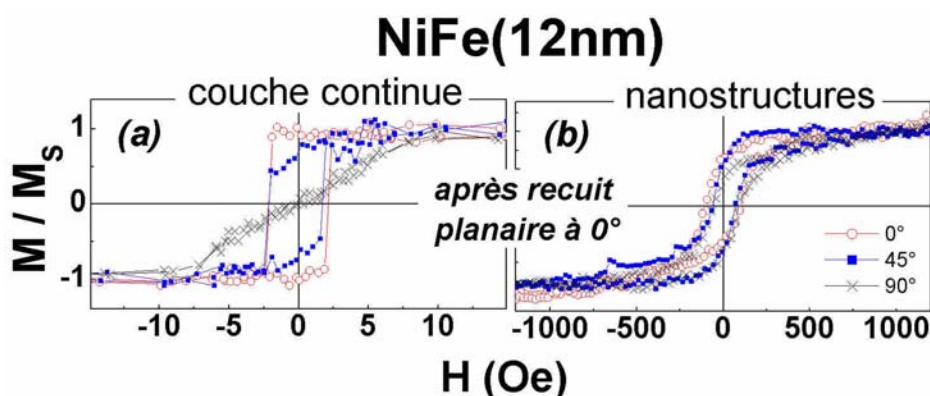 NiFe(12nm)
couche continue
nanostructures
(a)
(b)
après recuit
planaire à 0°
0°
45°
90°
M / Ms
1
0
-1
-10
-5
0
5
10
-1000
-500
0
500
1000
H (Oe)